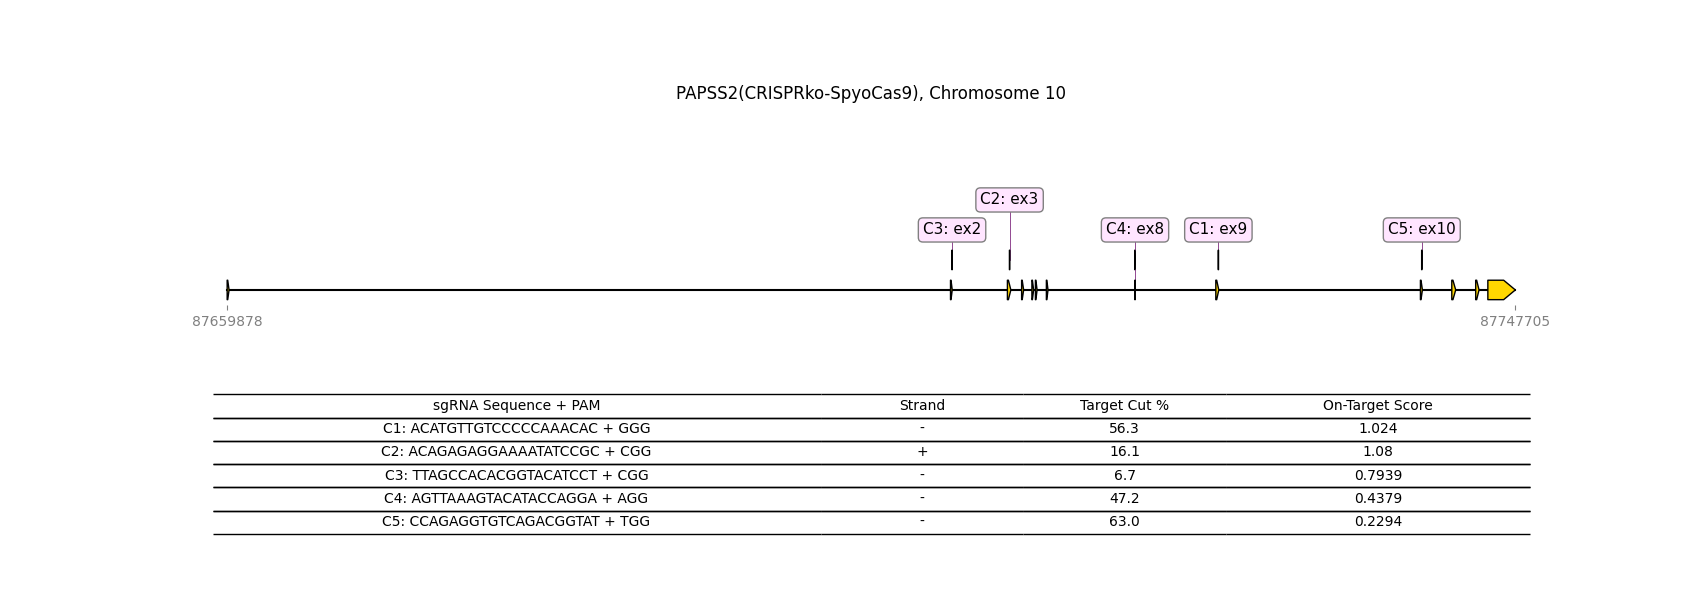 PAPSS2(CRISPRko-SpyoCas9), Chromosome 10
C2: ex3
C3: ex2 C4: ex8 C1: ex9 C5: ex10
87659878 87747705
sgRNA Sequence + PAM Strand Target Cut % On-Target Score
C1: ACATGTTGTCCCCCAAACAC + GGG - 56.3 1.024
C2: ACAGAGAGGAAAATATCCGC + CGG + 16.1 1.08
C3: TTAGCCACACGGTACATCCT + CGG - 6.7 0.7939
C4: AGTTAAAGTACATACCAGGA + AGG - 47.2 0.4379
C5: CCAGAGGTGTCAGACGGTAT + TGG - 63.0 0.2294